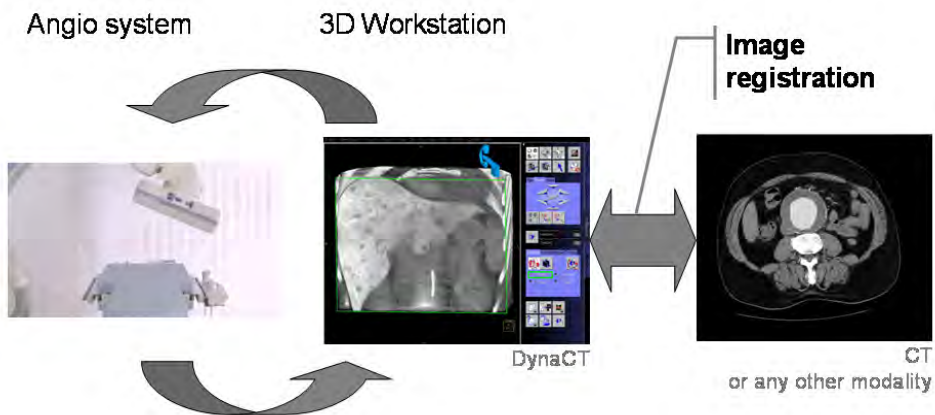 Angio system
3D Workstation
Image
registration
DynaCT
CT
or any other modality